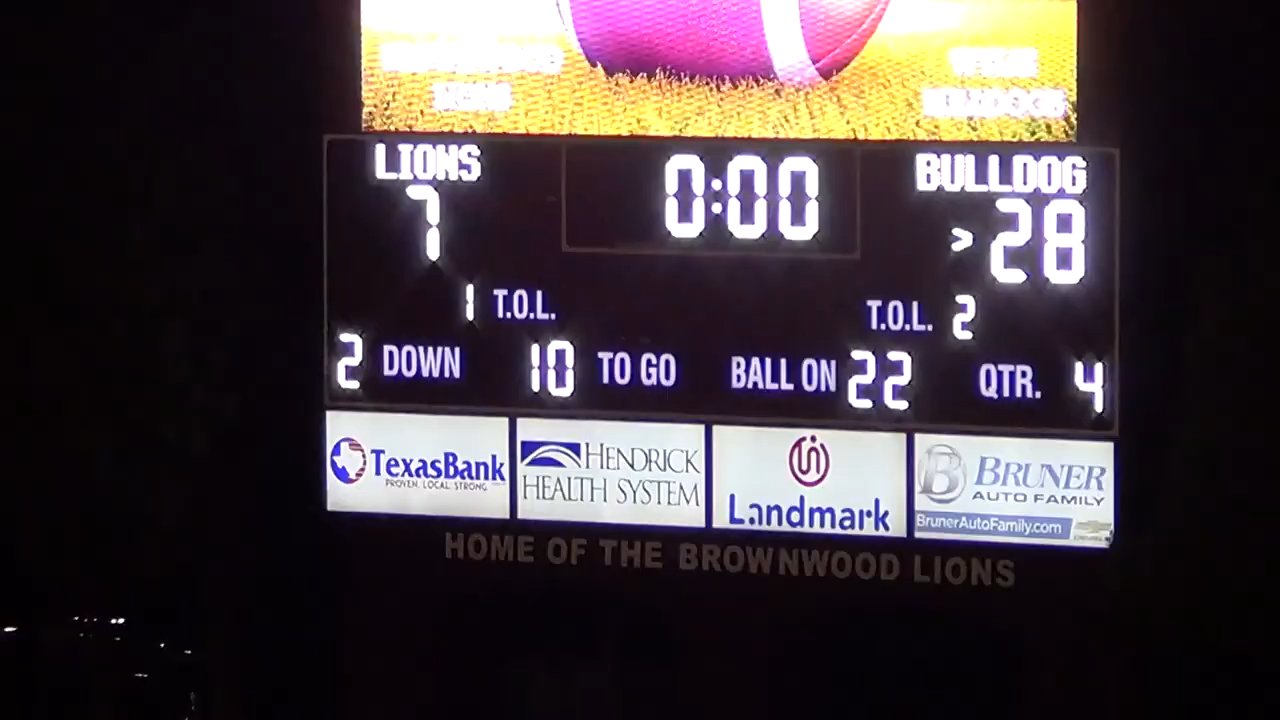 LIONS
0:00
BULLDOG
7
> 28
1 T.O.L.
T.O.L. 2
2 DOWN 10 TO GO BALL ON 22 QTR. 4
TEXASBANK
PROVEN. LOCAL. STRONG.
HENDRICK
HEALTH SYSTEM
Landmark
BRUNER
AUTO FAMILY
BrunerAutoFamily.com
HOME OF THE BROWNWOOD LIONS